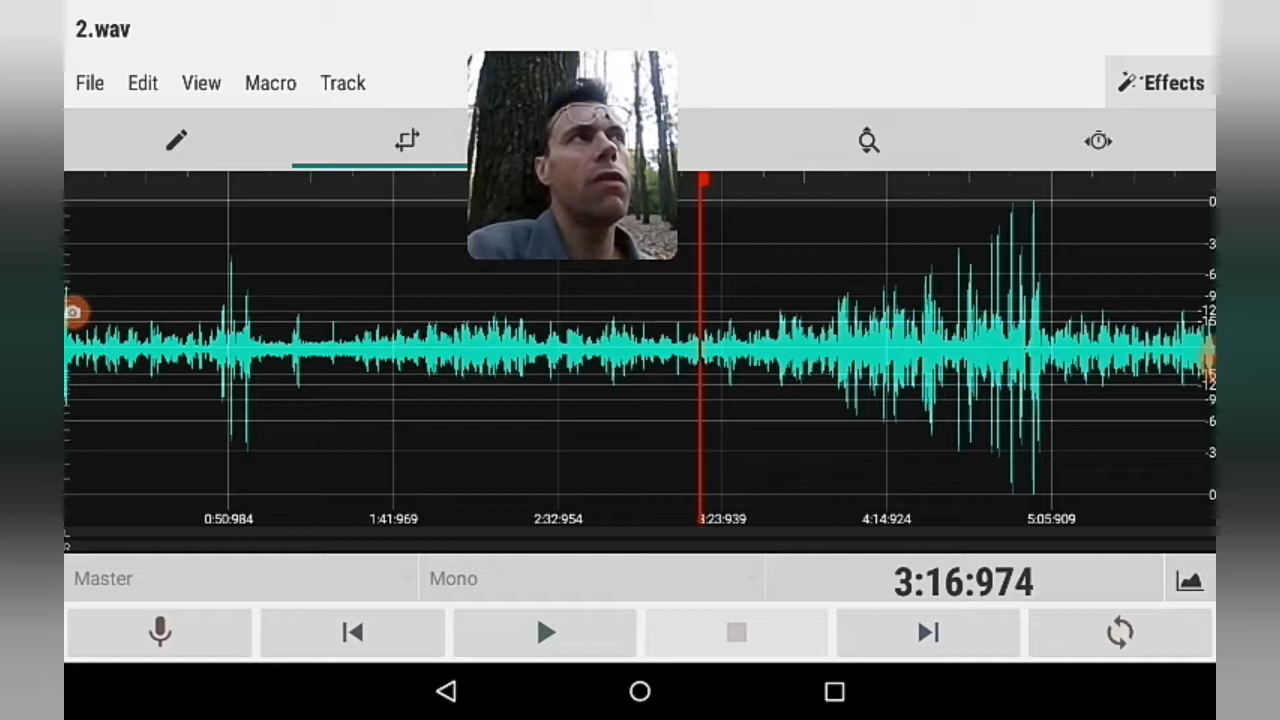 2.wav
File Edit View Macro Track Effects
0
-3
-6
-9
-12
-15
-15
-12
-9
-6
-3
0
0:50:984 1:41:969 2:32:954 3:23:939 4:14:924 5:05:909
L
R
Master Mono 3:16:974